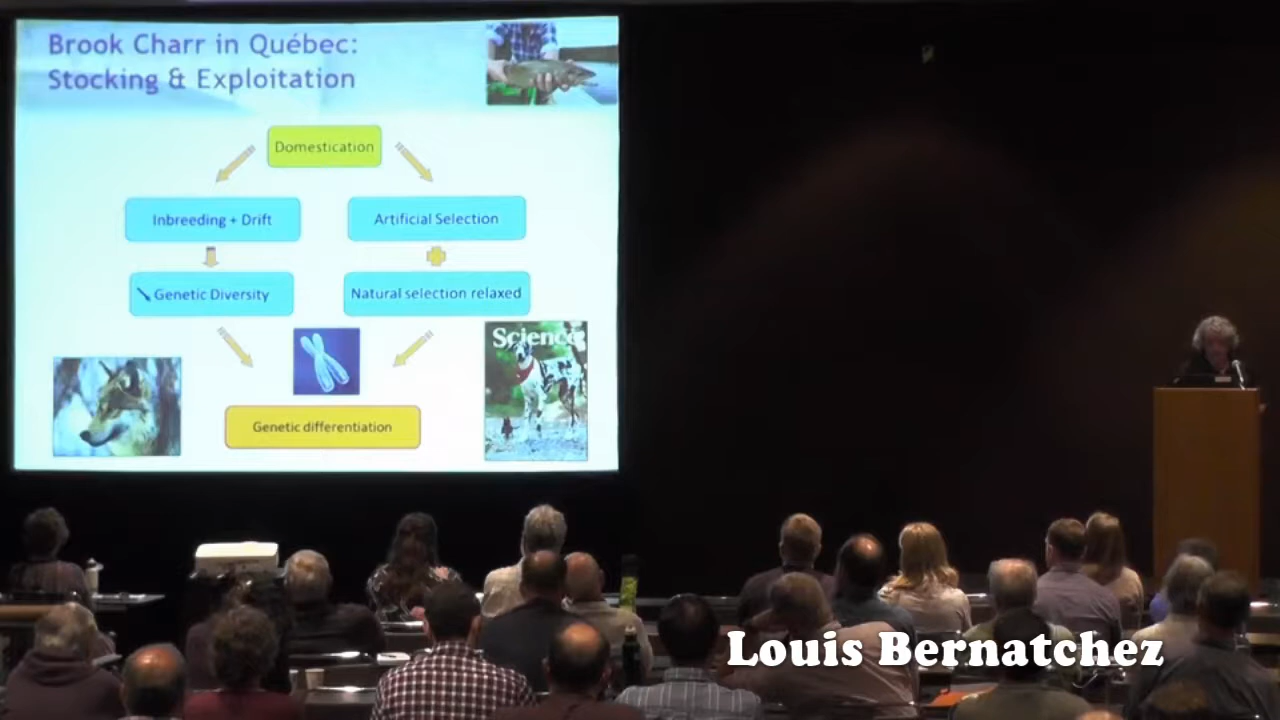 Brook Charr in Québec:
Stocking & Exploitation
Domestication
Inbreeding + Drift
Artificial Selection
Genetic Diversity
Natural selection relaxed
Science
Genetic differentiation
Louis Bernatchez